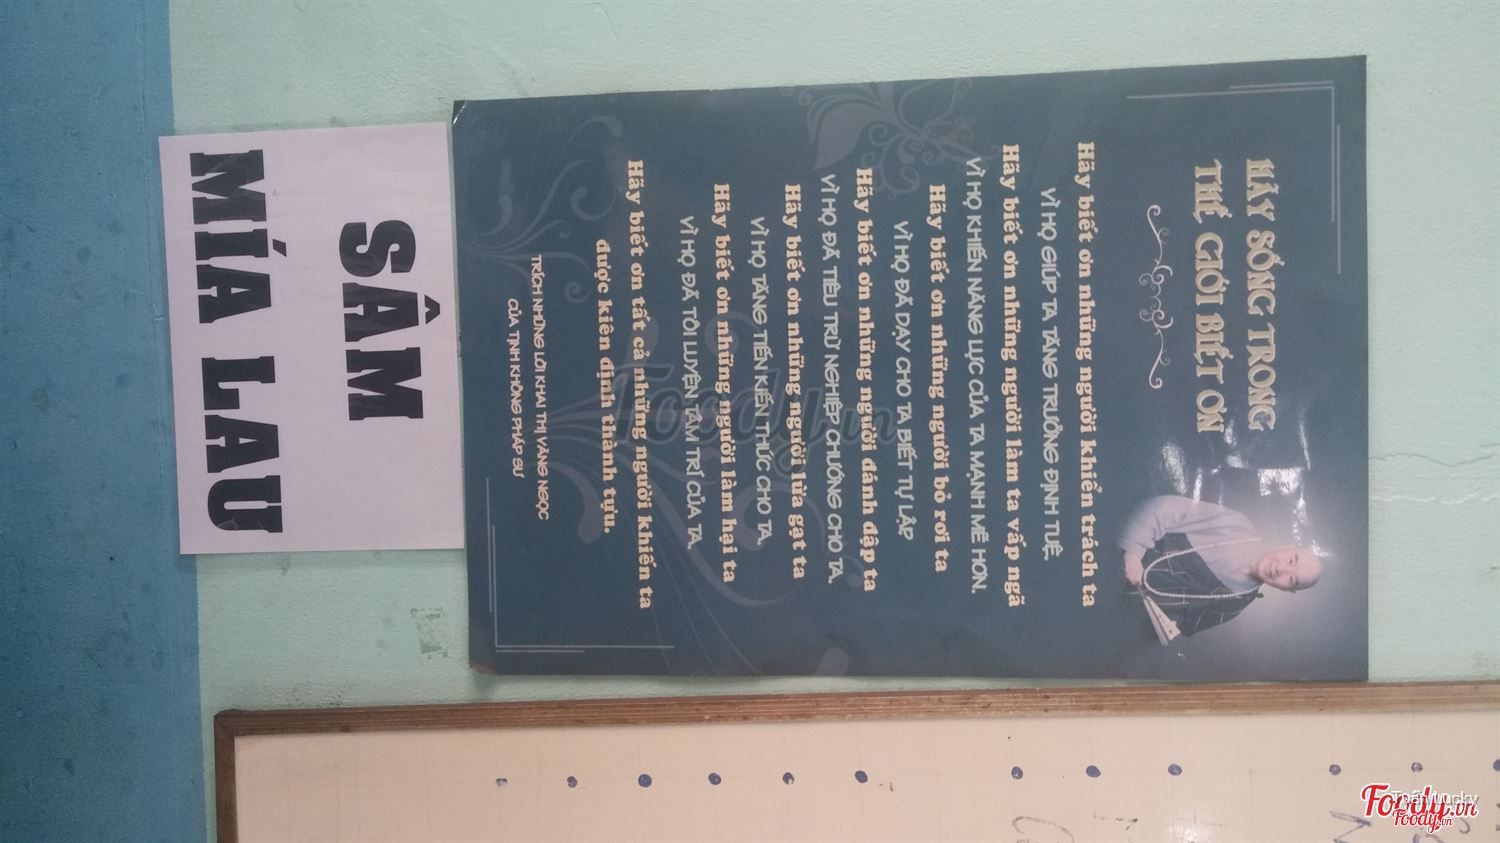 HÃY SỐNG TRONG
THẾ GIỚI BIẾT ƠN
Hãy biết ơn những người khiển trách ta
VÌ HỌ GIÚP TA TĂNG TRƯỞNG ĐỊNH TUỆ.
Hãy biết ơn những người làm ta vấp ngã
VÌ HỌ KHIẾN NĂNG LỰC CỦA TA MẠNH MẼ HƠN.
Hãy biết ơn những người bỏ rơi ta
VÌ HỌ ĐÃ DẠY CHO TA BIẾT TỰ LẬP
Hãy biết ơn những người đánh đập ta
VÌ HỌ ĐÃ TIÊU TRỪ NGHIỆP CHƯỚNG CHO TA.
Hãy biết ơn những người lừa gạt ta
VÌ HỌ TĂNG TIẾN KIẾN THỨC CHO TA.
Hãy biết ơn những người làm hại ta
VÌ HỌ ĐÃ TÔI LUYỆN TÂM TRÍ CỦA TA.
Hãy biết ơn tất cả những người khiến ta
được kiên định thành tựu.
TRÍCH NHỮNG LỜI KHAI THỊ VÀNG NGỌC
CỦA TỊNH KHÔNG PHÁP SƯ
SÂM
MÍA LAU
Foody.vn
Foody.vn
Foody.vn